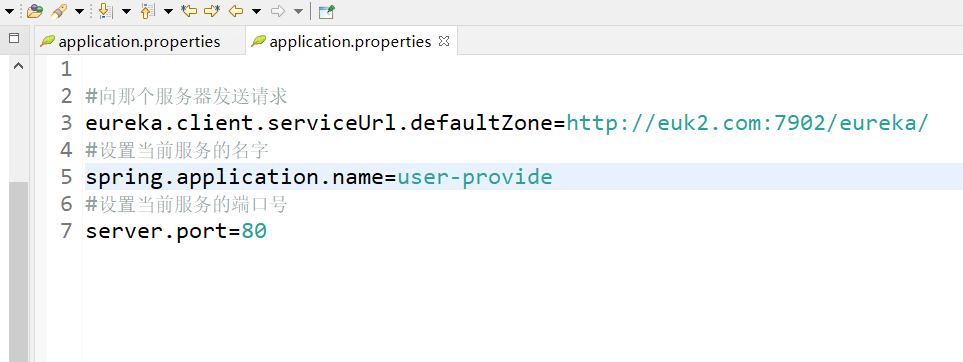 application.properties
application.properties
1
2 #向那个服务器发送请求
3 eureka.client.serviceUrl.defaultZone=http://euk2.com:7902/eureka/
4 #设置当前服务的名字
5 spring.application.name=user-provide
6 #设置当前服务的端口号
7 server.port=80